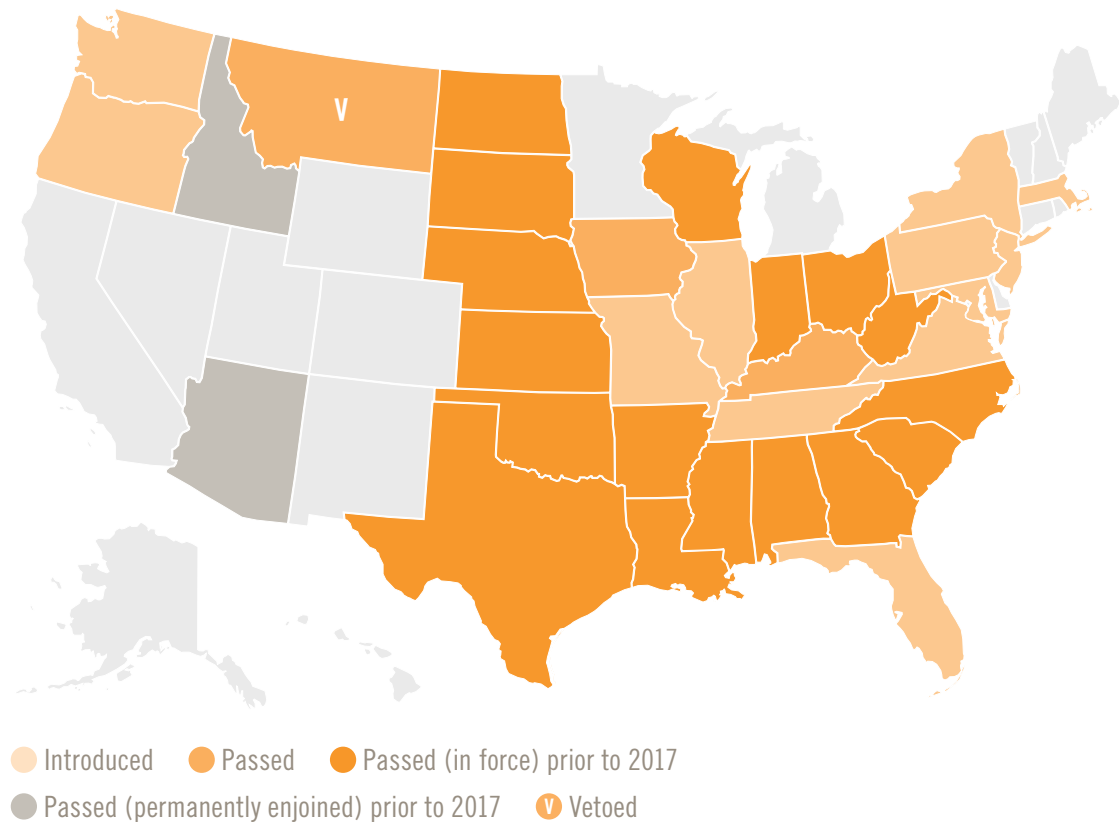 V
Introduced Passed Passed (in force) prior to 2017
Passed (permanently enjoined) prior to 2017 V Vetoed